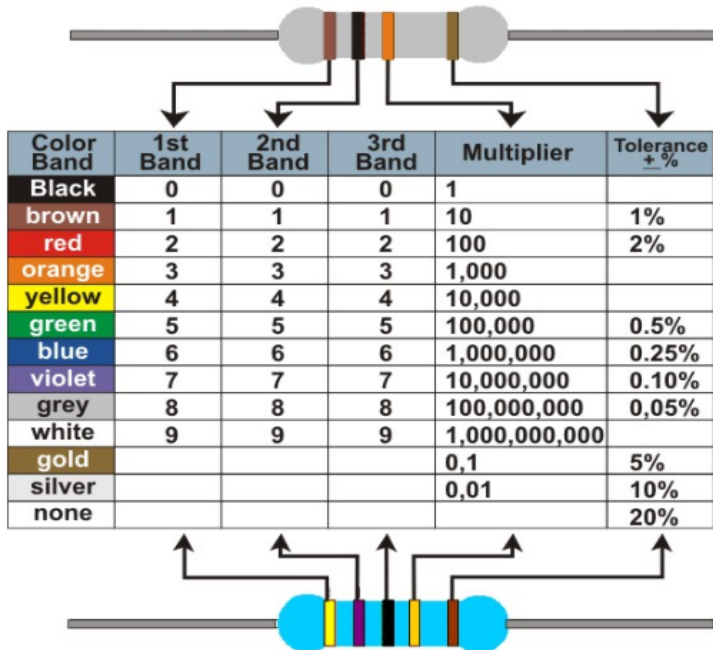 Color Band 1st Band 2nd Band 3rd Band Multiplier Tolerance ± %
Black 0 0 0 1
brown 1 1 1 10 1%
red 2 2 2 100 2%
orange 3 3 3 1,000
yellow 4 4 4 10,000
green 5 5 5 100,000 0.5%
blue 6 6 6 1,000,000 0.25%
violet 7 7 7 10,000,000 0.10%
grey 8 8 8 100,000,000 0,05%
white 9 9 9 1,000,000,000
gold 0,1 5%
silver 0,01 10%
none 20%